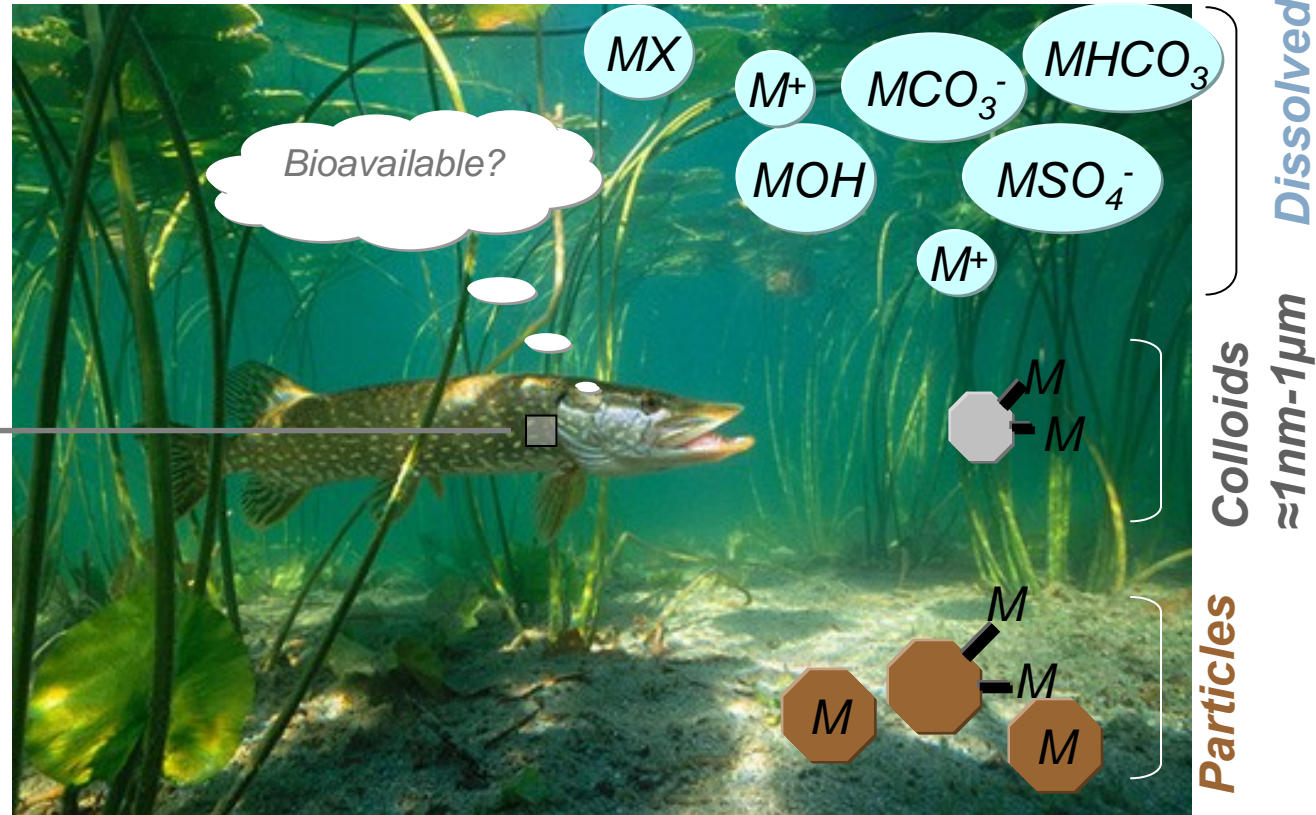 MX
M⁺
MCO₃⁻
MHCO₃
Bioavailable?
MOH
MSO₄⁻
M⁺
Dissolved
M
M
Colloids
≈1nm-1µm
M
M
M
M
Particles